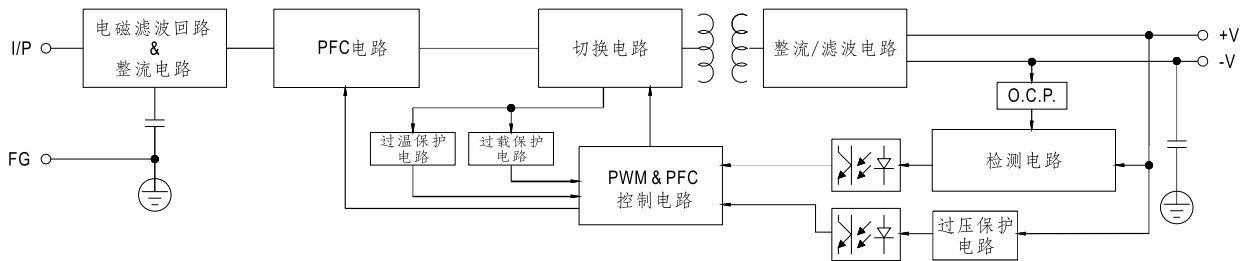 I/P
电磁滤波回路
&
整流电路
PFC电路
切换电路
整流/滤波电路
+V
-V
O.C.P.
过温保护
电路
过载保护
电路
检测电路
FG
PWM & PFC
控制电路
过压保护
电路